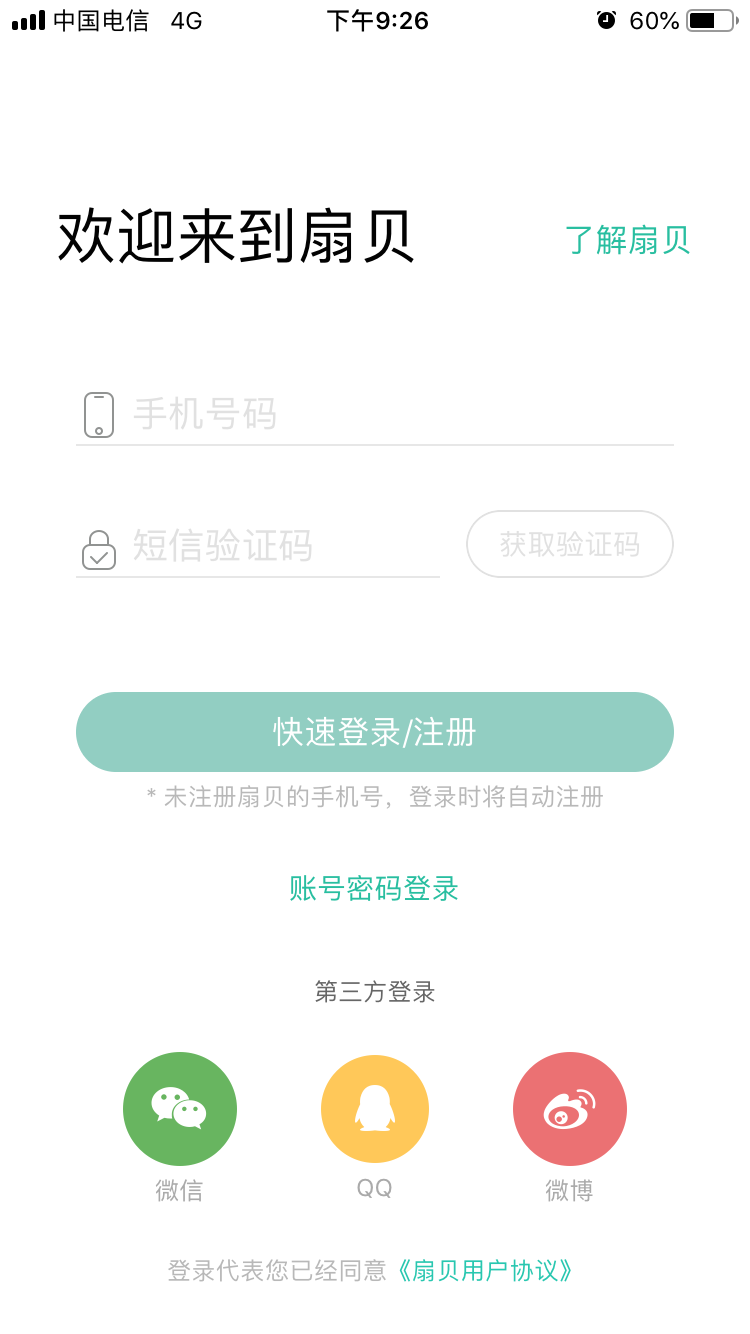 中国电信 4G 下午9:26 60%
欢迎来到扇贝 了解扇贝
手机号码
短信验证码 获取验证码
快速登录/注册
* 未注册扇贝的手机号，登录时将自动注册
账号密码登录
第三方登录
微信 QQ 微博
登录代表您已经同意《扇贝用户协议》